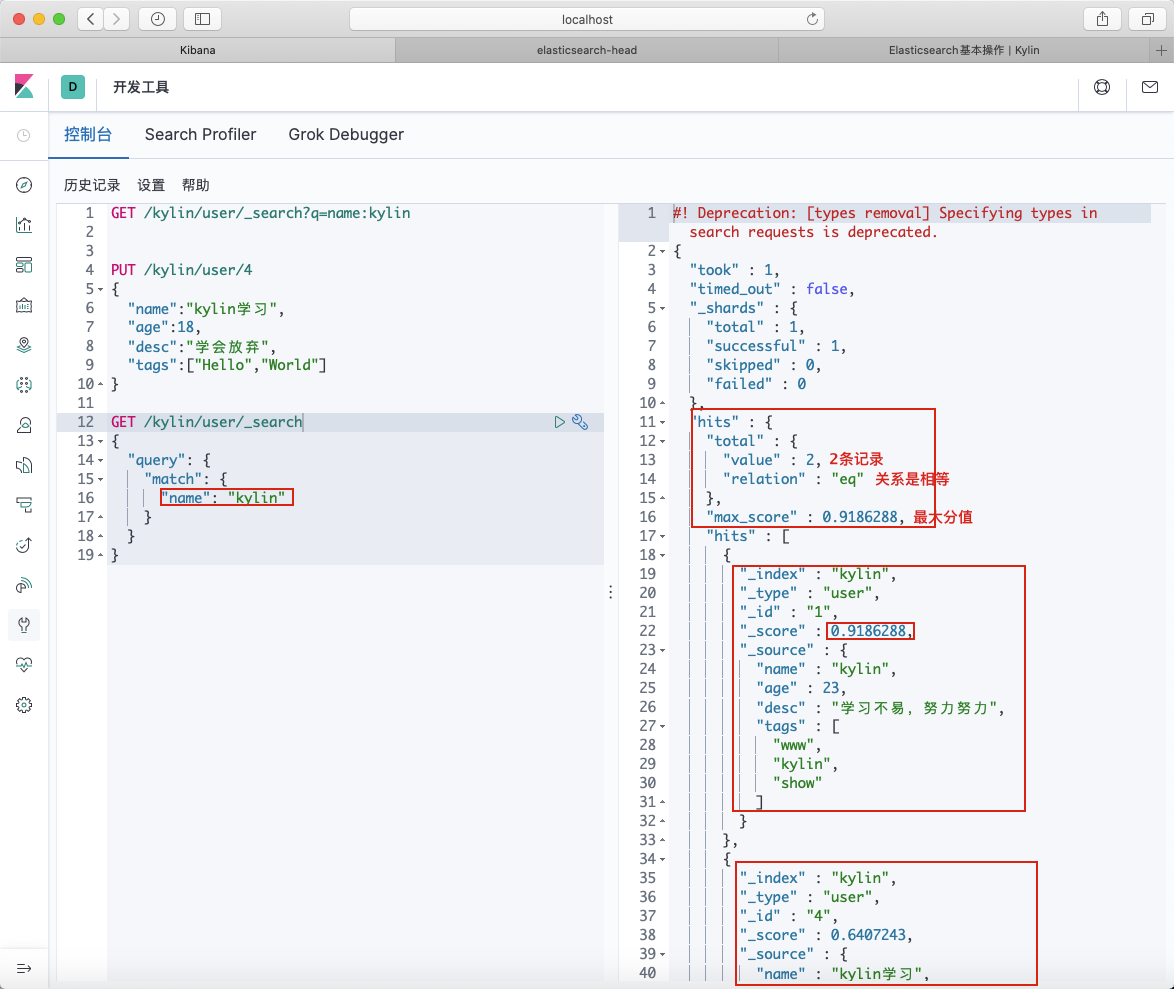 localhost
Kibana
elasticsearch-head
Elasticsearch基本操作 | Kylin
D
开发工具
控制台
Search Profiler
Grok Debugger
历史记录
设置
帮助
1 GET /kylin/user/_search?q=name:kylin
2
3
4 PUT /kylin/user/4
5 {
6 "name":"kylin学习",
7 "age":18,
8 "desc":"学会放弃",
9 "tags":["Hello","World"]
10 }
11
12 GET /kylin/user/_search
13 {
14 "query": {
15 "match": {
16 "name": "kylin"
17 }
18 }
19 }
1 #! Deprecation: [types removal] Specifying types in
search requests is deprecated.
2 {
3 "took" : 1,
4 "timed_out" : false,
5 "_shards" : {
6 "total" : 1,
7 "successful" : 1,
8 "skipped" : 0,
9 "failed" : 0
10 },
11 "hits" : {
12 "total" : {
13 "value" : 2, 2条记录
14 "relation" : "eq" 关系是相等
15 },
16 "max_score" : 0.9186288, 最大分值
17 "hits" : [
18 {
19 "_index" : "kylin",
20 "_type" : "user",
21 "_id" : "1",
22 "_score" : 0.9186288,
23 "_source" : {
24 "name" : "kylin",
25 "age" : 23,
26 "desc" : "学习不易，努力努力",
27 "tags" : [
28 "www",
29 "kylin",
30 "show"
31 ]
32 }
33 },
34 {
35 "_index" : "kylin",
36 "_type" : "user",
37 "_id" : "4",
38 "_score" : 0.6407243,
39 "_source" : {
40 "name" : "kylin学习",